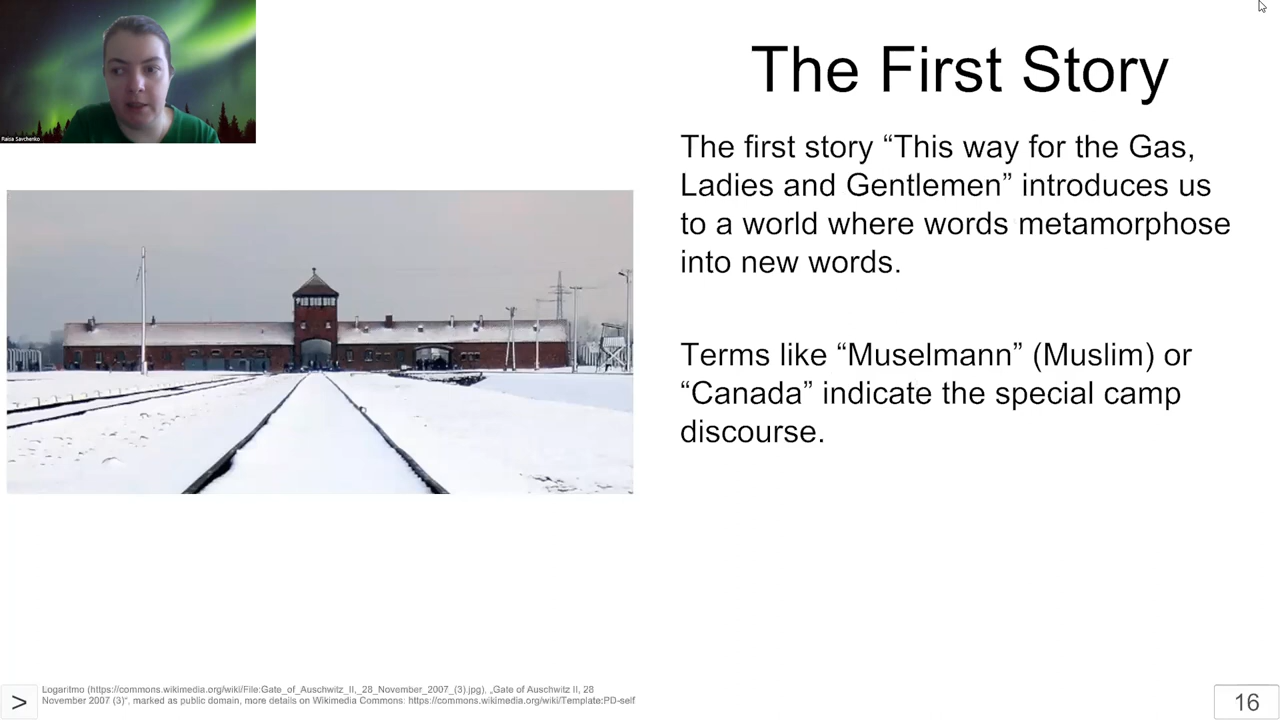 Raisa Savchenko
The First Story
The first story “This way for the Gas,
Ladies and Gentlemen” introduces us
to a world where words metamorphose
into new words.
Terms like “Muselmann” (Muslim) or
“Canada” indicate the special camp
discourse.
>
Logaritmo (https://commons.wikimedia.org/wiki/File:Gate_of_Auschwitz_II,_28_November_2007_(3).jpg), „Gate of Auschwitz II, 28
November 2007 (3)“, marked as public domain, more details on Wikimedia Commons: https://commons.wikimedia.org/wiki/Template:PD-self
16